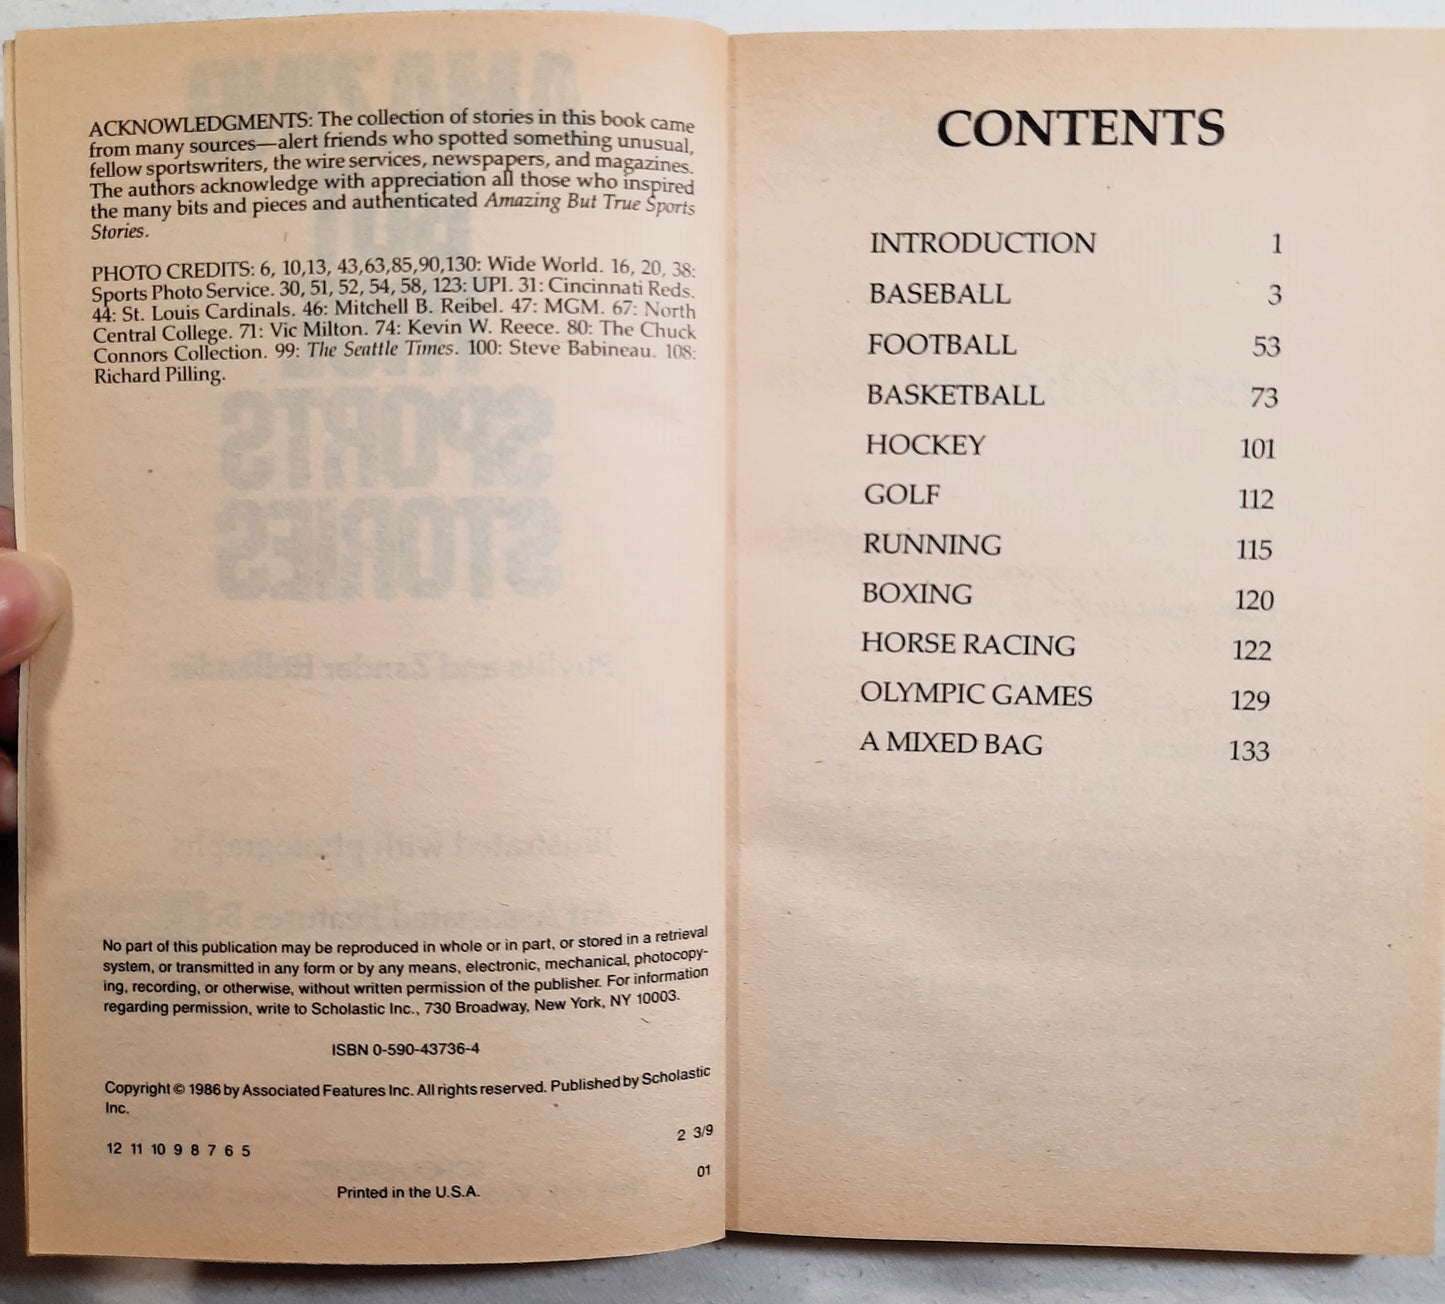 ACKNOWLEDGMENTS: The collection of stories in this book came
from many sources—alert friends who spotted something unusual,
fellow sportswriters, the wire services, newspapers, and magazines.
The authors acknowledge with appreciation all those who inspired
the many bits and pieces and authenticated Amazing But True Sports
Stories.
PHOTO CREDITS: 6, 10,13, 43,63,85,90,130: Wide World. 16, 20, 38:
Sports Photo Service. 30, 51, 52, 54, 58, 123: UPI. 31: Cincinnati Reds.
44: St. Louis Cardinals. 46: Mitchell B. Reibel. 47: MGM. 67: North
Central College. 71: Vic Milton. 74: Kevin W. Reece. 80: The Chuck
Connors Collection. 99: The Seattle Times. 100: Steve Babineau. 108:
Richard Pilling.
No part of this publication may be reproduced in whole or in part, or stored in a retrieval
system, or transmitted in any form or by any means, electronic, mechanical, photocopy-
ing, recording, or otherwise, without written permission of the publisher. For information
regarding permission, write to Scholastic Inc., 730 Broadway, New York, NY 10003.
ISBN 0-590-43736-4
Copyright © 1986 by Associated Features Inc. All rights reserved. Published by Scholastic
Inc.
12 11 10 9 8 7 6 5 2 3/9
01
Printed in the U.S.A.
CONTENTS
INTRODUCTION 1
BASEBALL 3
FOOTBALL 53
BASKETBALL 73
HOCKEY 101
GOLF 112
RUNNING 115
BOXING 120
HORSE RACING 122
OLYMPIC GAMES 129
A MIXED BAG 133